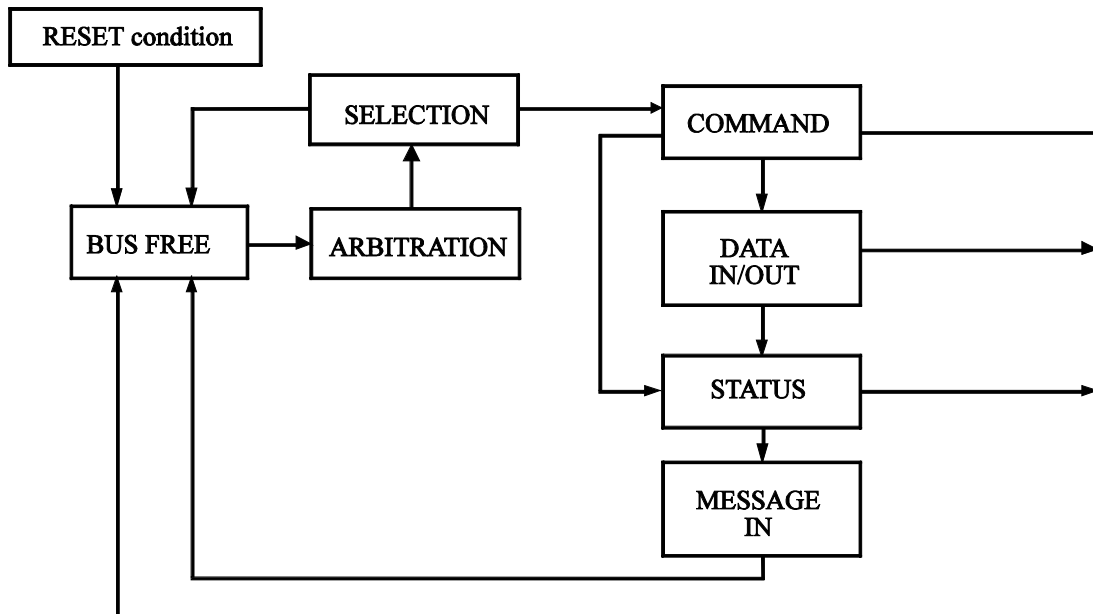 RESET condition
SELECTION
COMMAND
BUS FREE
ARBITRATION
DATA
IN/OUT
STATUS
MESSAGE
IN